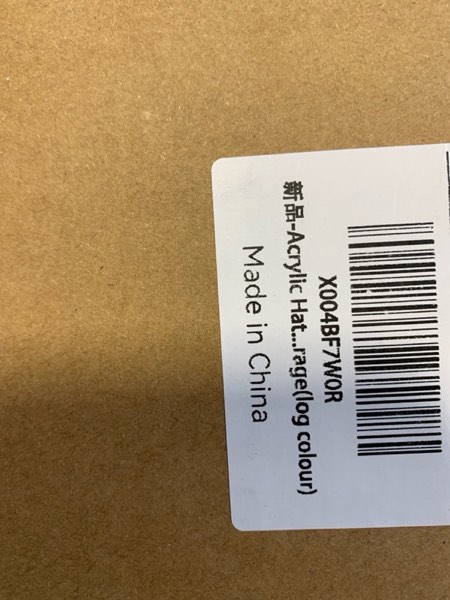 X004BF7W0R
新品-Acrylic Hat...rage(log colour)
Made in China